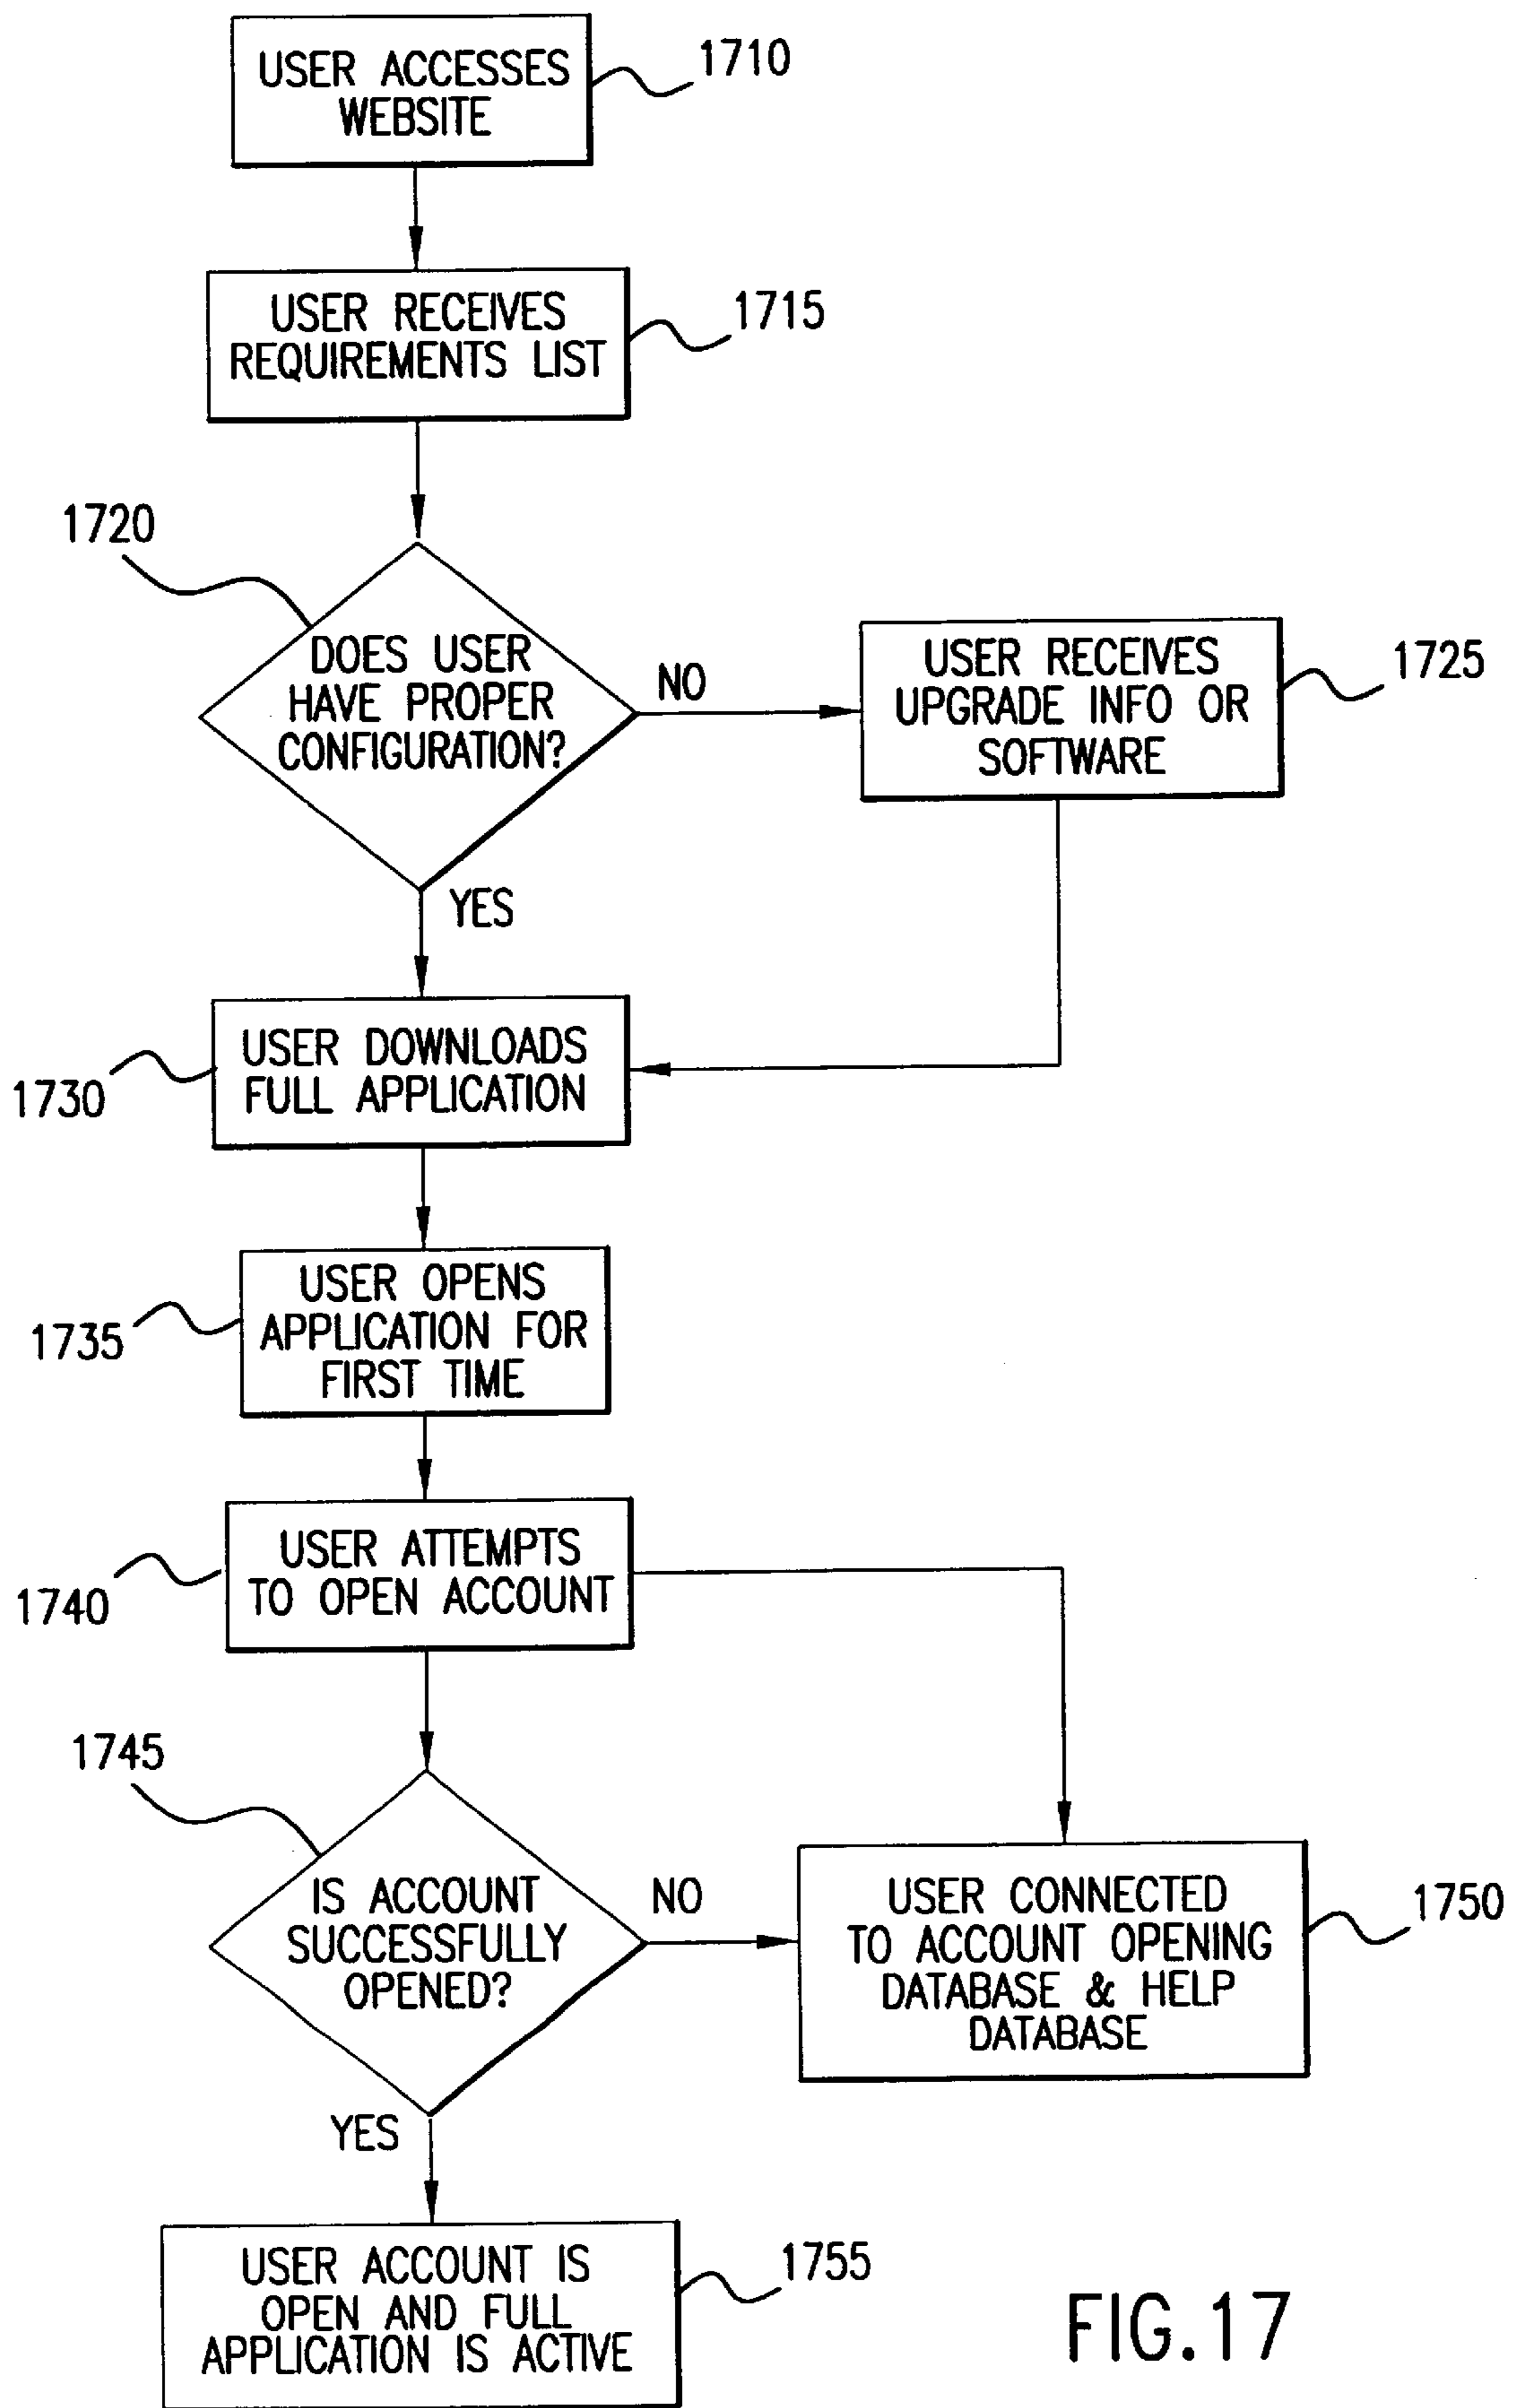 USER ACCESSES
WEBSITE
1710
USER RECEIVES
REQUIREMENTS LIST
1715
1720
DOES USER
HAVE PROPER
CONFIGURATION?
NO
USER RECEIVES
UPGRADE INFO OR
SOFTWARE
1725
YES
USER DOWNLOADS
FULL APPLICATION
1730
USER OPENS
APPLICATION FOR
FIRST TIME
1735
USER ATTEMPTS
TO OPEN ACCOUNT
1740
1745
IS ACCOUNT
SUCCESSFULLY
OPENED?
NO
USER CONNECTED
TO ACCOUNT OPENING
DATABASE & HELP
DATABASE
1750
YES
USER ACCOUNT IS
OPEN AND FULL
APPLICATION IS ACTIVE
1755
FIG.17